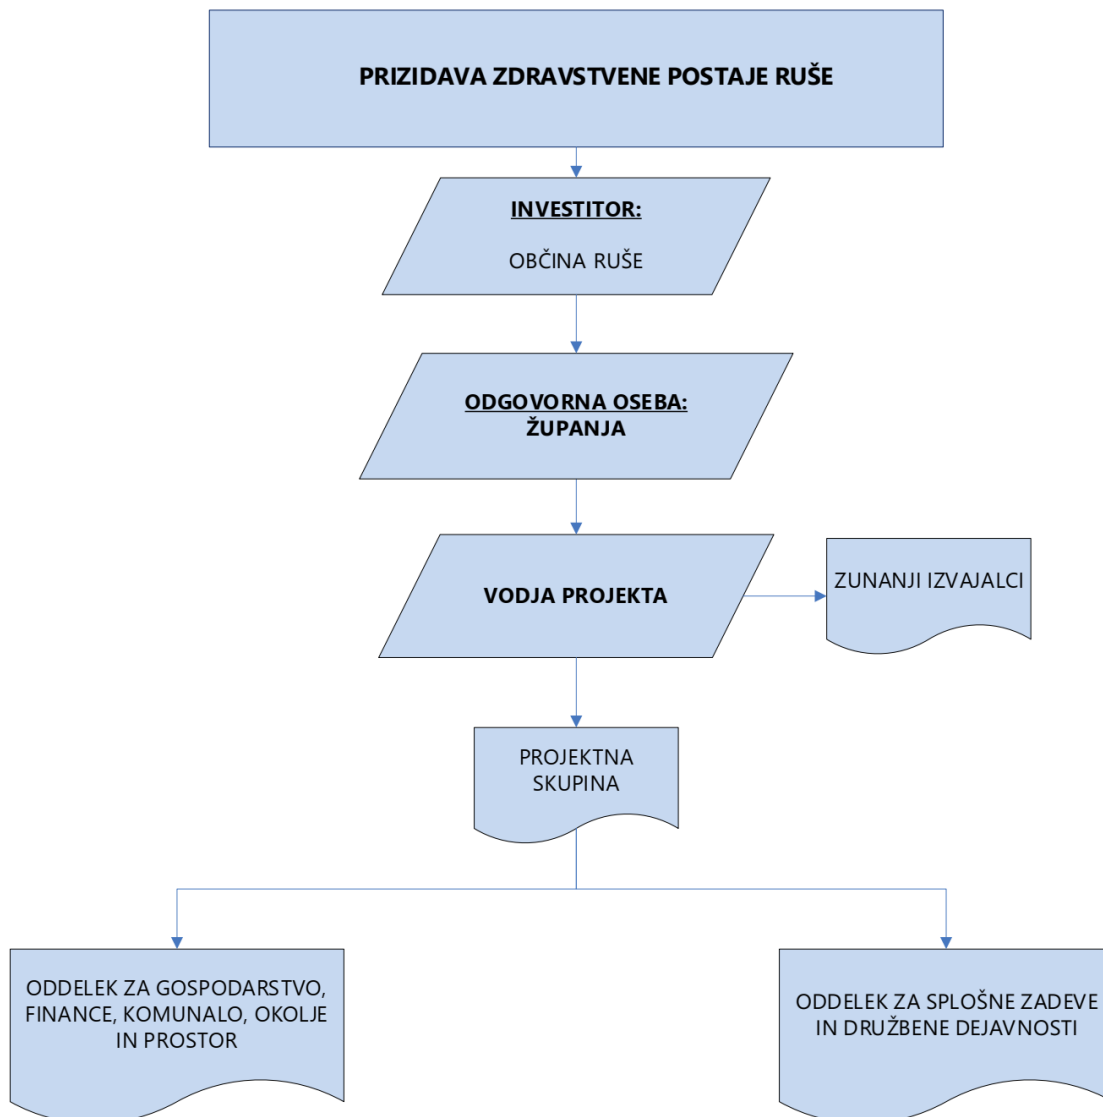 PRIZIDAVA ZDRAVSTVENE POSTAJE RUŠE
INVESTITOR:
OBČINA RUŠE
ODGOVORNA OSEBA:
ŽUPANJA
VODJA PROJEKTA
ZUNANJI IZVAJALCI
PROJEKTNA
SKUPINA
ODDELEK ZA GOSPODARSTVO,
FINANCE, KOMUNALO, OKOLJE
IN PROSTOR
ODDELEK ZA SPLOŠNE ZADEVE
IN DRUŽBENE DEJAVNOSTI